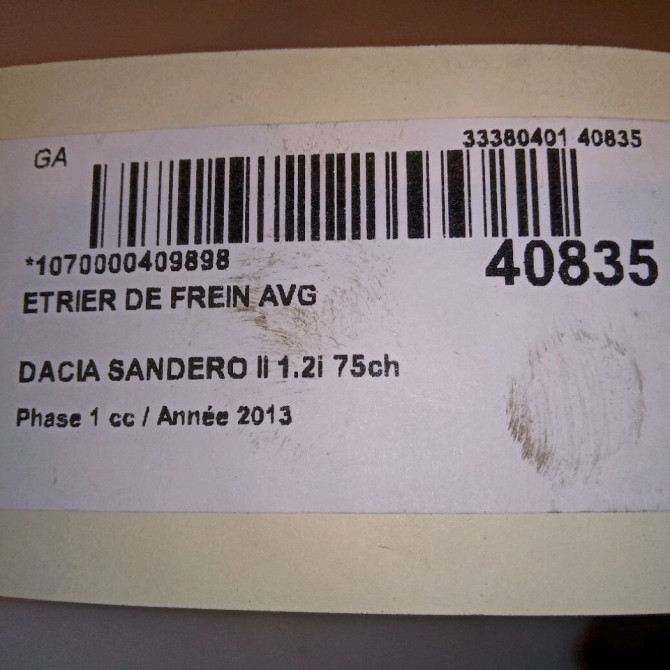 GA
33380401 40835
*1070000409898
40835
ETRIER DE FREIN AVG
DACIA SANDERO II 1.2i 75ch
Phase 1 cc / Année 2013